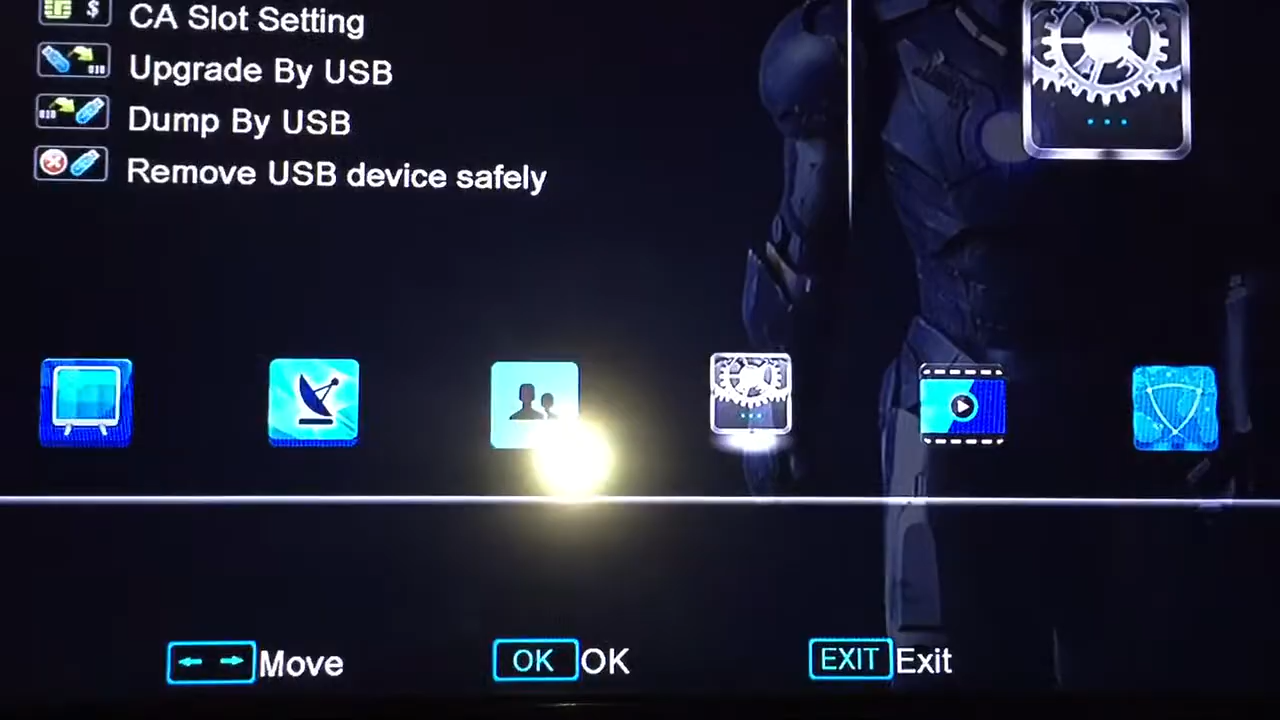 CA Slot Setting
Upgrade By USB
Dump By USB
Remove USB device safely
Move
OK OK
EXIT Exit